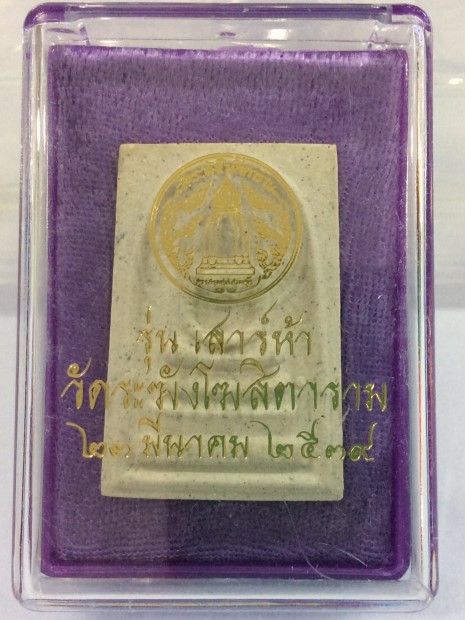 รุ่น เสาร์ห้า
วัดระฆังโฆสิตาราม
๒๓ มีนาคม ๒๕๓๙